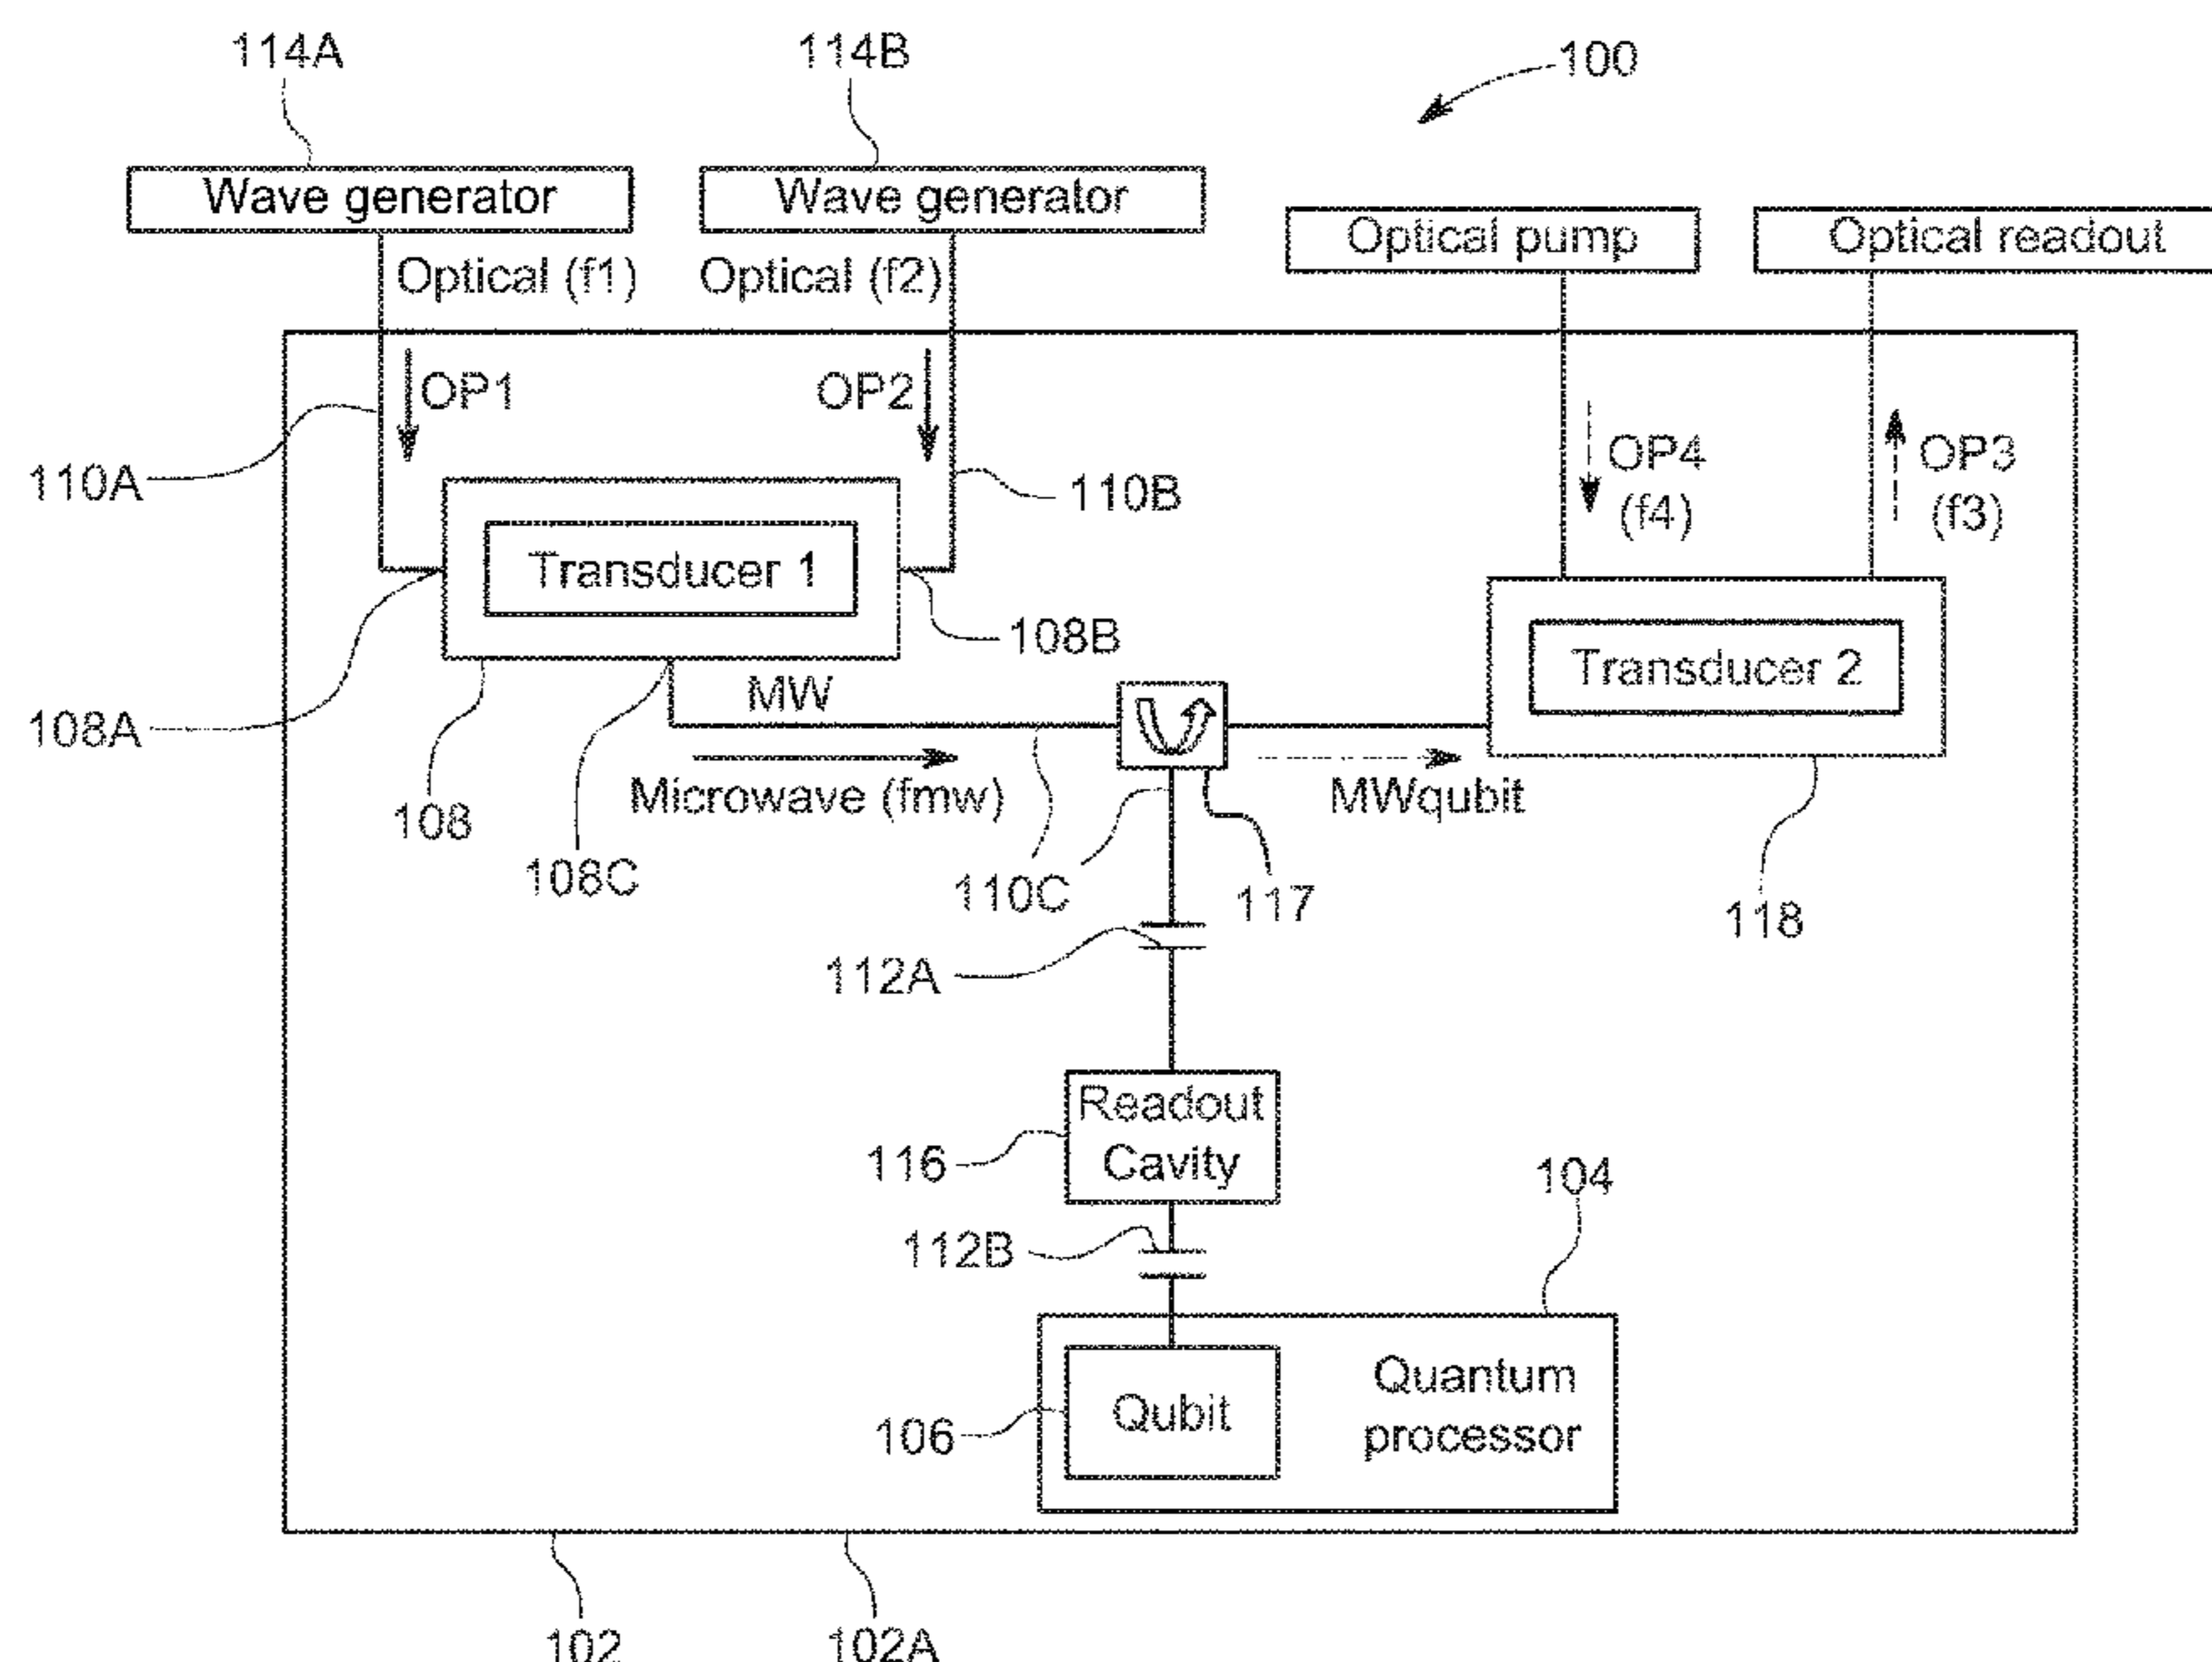 114A
114B
100
Wave generator
Wave generator
Optical pump
Optical readout
Optical (f1)
Optical (f2)
OP1
OP2
OP4
(f4)
OP3
(f3)
110A
110B
Transducer 1
108B
Transducer 2
108A
MW
Microwave (fmw)
MWqubit
108
108C
110C
117
118
112A
Readout
Cavity
116
104
112B
Qubit
Quantum
processor
106
102
102A